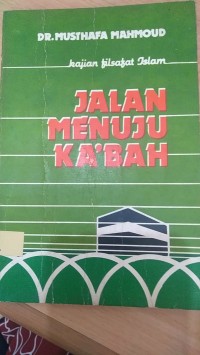 DR. MUSTHAFA MAHMOUD
kajian filsafat Islam
JALAN
MENUJU
KA'BAH